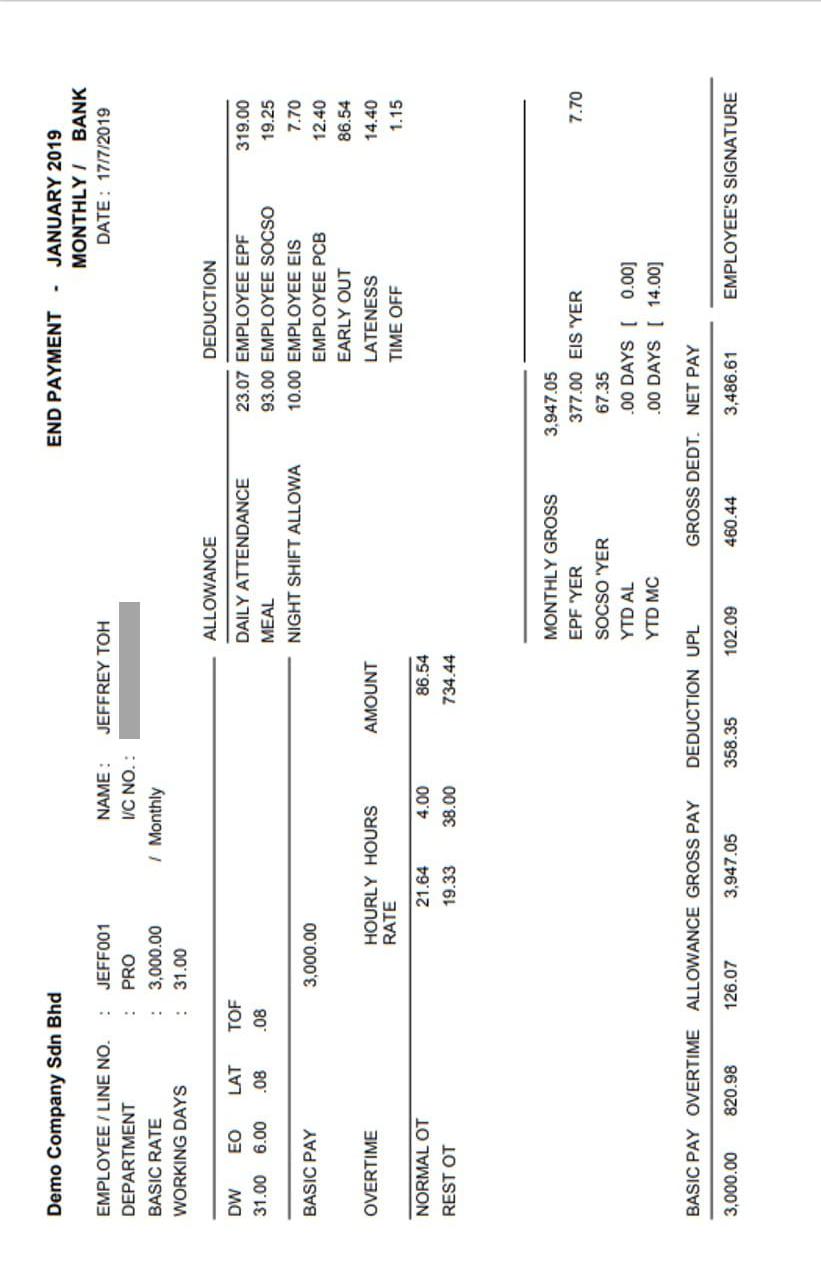 Demo Company Sdn Bhd END PAYMENT - JANUARY 2019
MONTHLY / BANK
EMPLOYEE / LINE NO. : JEFF001 NAME : JEFFREY TOH DATE : 17/7/2019
DEPARTMENT : PRO I/C NO. :
BASIC RATE : 3,000.00 / Monthly
WORKING DAYS : 31.00
ALLOWANCE DEDUCTION
DW EO LAT TOF DAILY ATTENDANCE 23.07 EMPLOYEE EPF 319.00
31.00 6.00 .08 .08 MEAL 93.00 EMPLOYEE SOCSO 19.25
NIGHT SHIFT ALLOWA 10.00 EMPLOYEE EIS 7.70
BASIC PAY 3,000.00 EMPLOYEE PCB 12.40
EARLY OUT 86.54
OVERTIME HOURLY HOURS AMOUNT LATENESS 14.40
RATE TIME OFF 1.15
NORMAL OT 21.64 4.00 86.54
REST OT 19.33 38.00 734.44
MONTHLY GROSS 3,947.05
EPF 'YER 377.00 EIS 'YER 7.70
SOCSO 'YER 67.35
YTD AL .00 DAYS [ 0.00]
YTD MC .00 DAYS [ 14.00]
BASIC PAY OVERTIME ALLOWANCE GROSS PAY DEDUCTION UPL GROSS DEDT. NET PAY
3,000.00 820.98 126.07 3,947.05 358.35 102.09 460.44 3,486.61 EMPLOYEE'S SIGNATURE